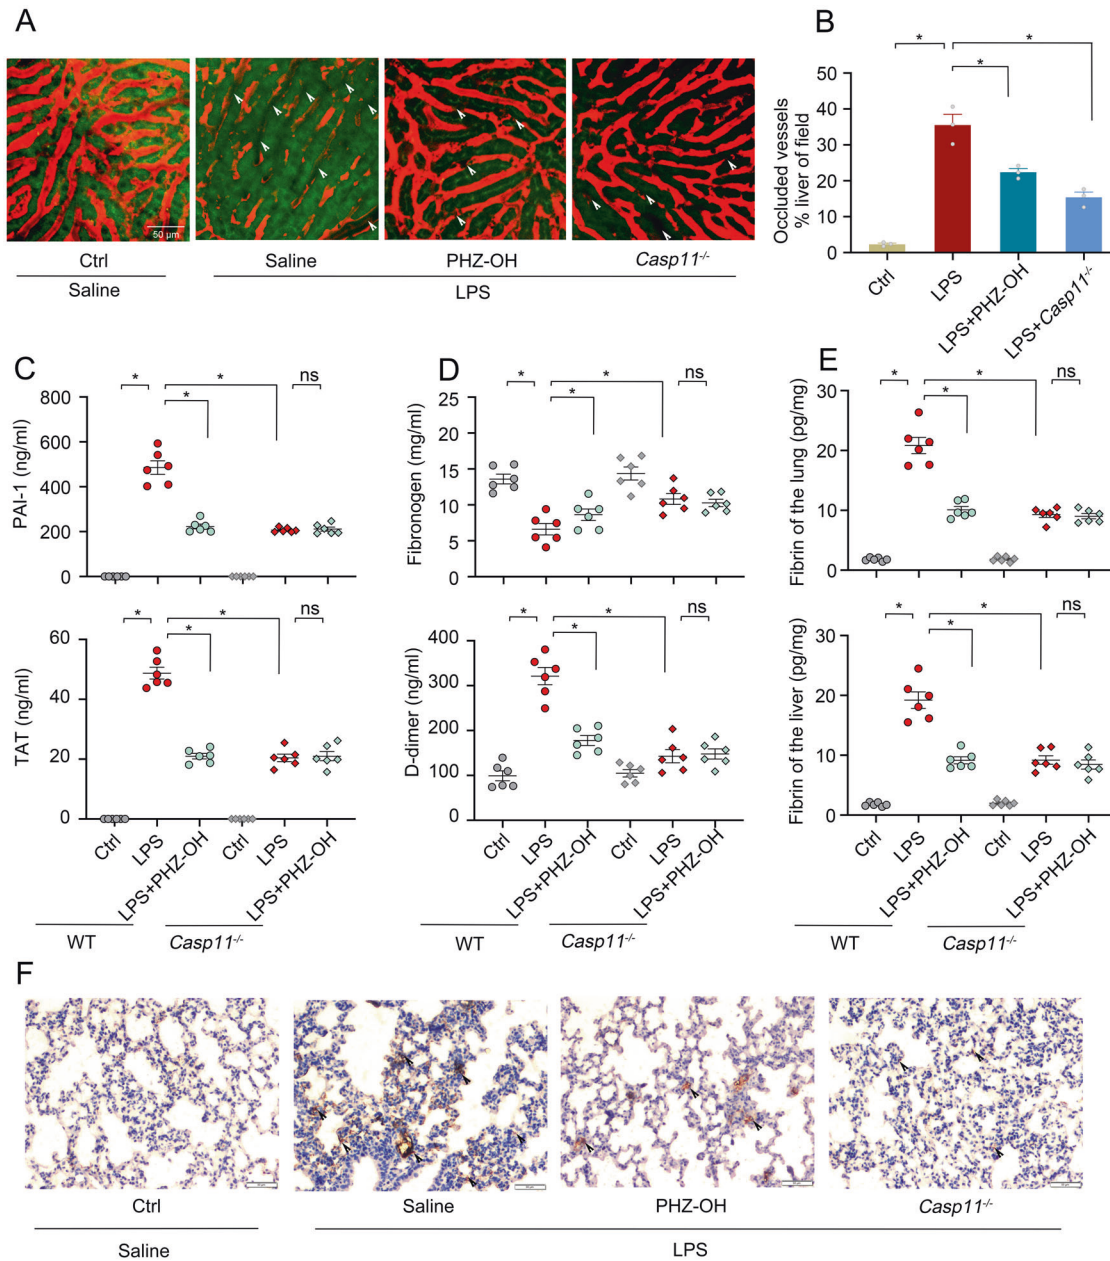 A
50 µm
Ctrl
Saline
PHZ-OH
Casp11-/-
Saline
LPS
B
*
*
*
Occluded vessels
% liver of field
50
40
30
20
10
0
Ctrl
LPS
LPS+PHZ-OH
LPS+Casp11-/-
C
*
*
*
ns
PAI-1 (ng/ml)
800
600
400
200
0
*
*
*
ns
TAT (ng/ml)
60
40
20
0
Ctrl
LPS
LPS+PHZ-OH
Ctrl
LPS
LPS+PHZ-OH
WT
Casp11-/-
D
*
*
*
ns
Fibronogen (mg/ml)
25
20
15
10
5
0
*
*
*
ns
D-dimer (ng/ml)
400
300
200
100
0
Ctrl
LPS
LPS+PHZ-OH
Ctrl
LPS
LPS+PHZ-OH
WT
Casp11-/-
E
*
*
*
ns
Fibrin of the lung (pg/mg)
30
20
10
0
*
*
*
ns
Fibrin of the liver (pg/mg)
30
20
10
0
Ctrl
LPS
LPS+PHZ-OH
Ctrl
LPS
LPS+PHZ-OH
WT
Casp11-/-
F
Ctrl
Saline
PHZ-OH
Casp11-/-
Saline
LPS